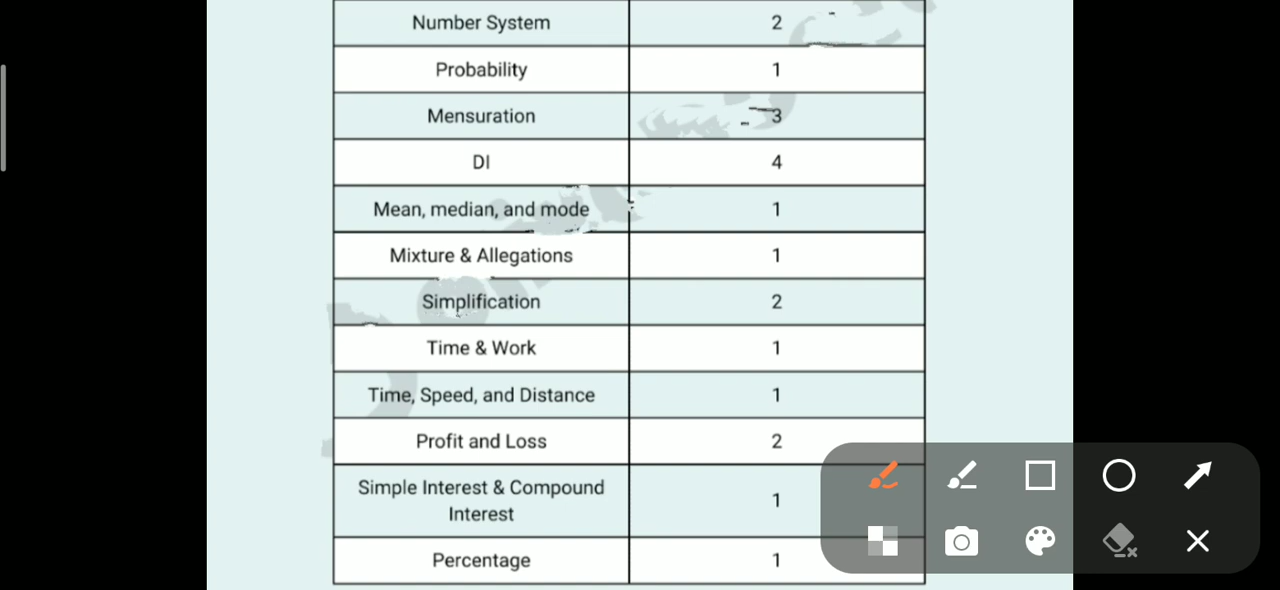 Number System 2
Probability 1
Mensuration 3
DI 4
Mean, median, and mode 1
Mixture & Allegations 1
Simplification 2
Time & Work 1
Time, Speed, and Distance 1
Profit and Loss 2
Simple Interest & Compound
Interest 1
Percentage 1